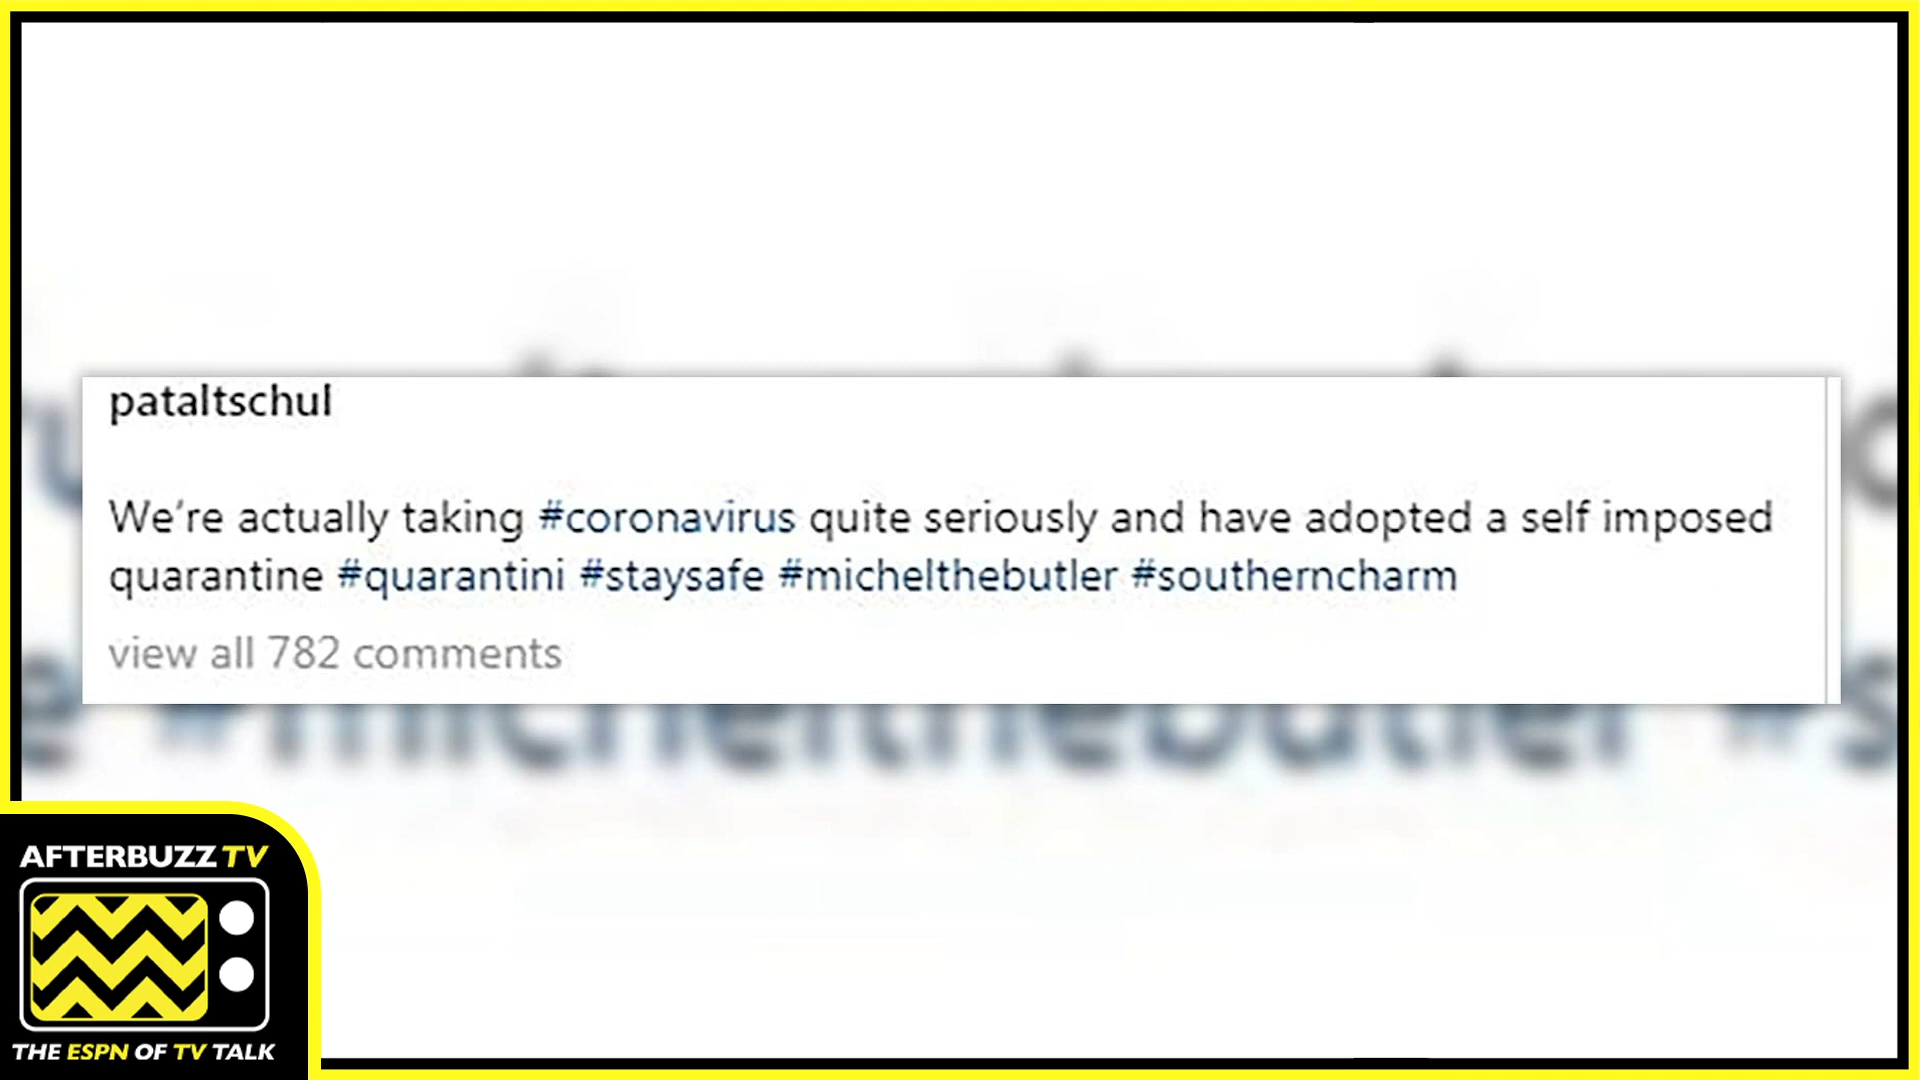 pataltschul
We're actually taking #coronavirus quite seriously and have adopted a self imposed
quarantine #quarantini #staysafe #michelthebutler #southerncharm
view all 782 comments
#michelthebutler #s
AFTERBUZZ TV
THE ESPN OF TV TALK